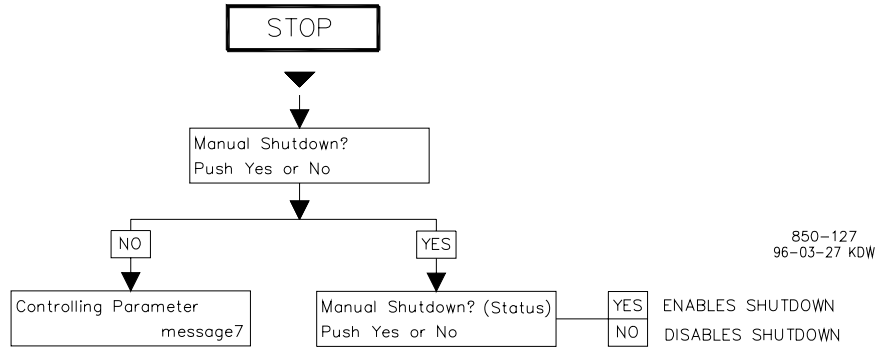 STOP
Manual Shutdown?
Push Yes or No
NO
YES
850-127
96-03-27 KDW
Controlling Parameter
message7
Manual Shutdown? (Status)
Push Yes or No
YES ENABLES SHUTDOWN
NO DISABLES SHUTDOWN